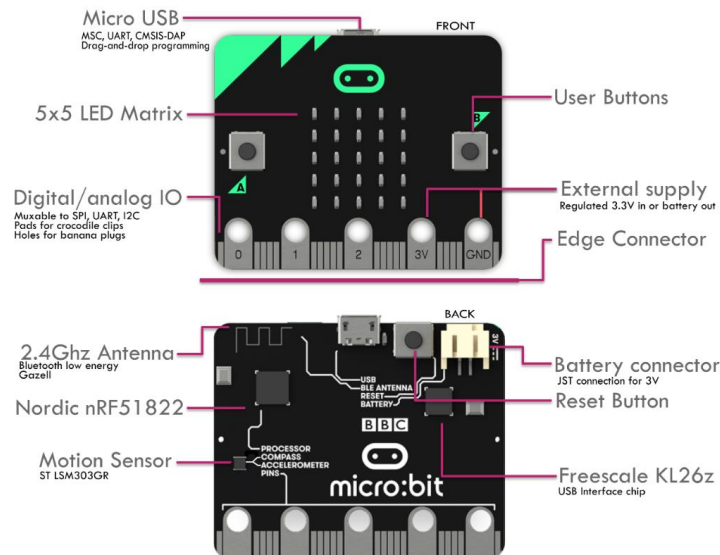 Micro USB
MSC, UART, CMSIS-DAP
Drag-and-drop programming
FRONT
5x5 LED Matrix
User Buttons
B
A
Digital/analog IO
Muxable to SPI, UART, I2C
Pads for crocodile clips
Holes for banana plugs
External supply
Regulated 3.3V in or battery out
0
1
2
3V
GND
Edge Connector
BACK
2.4Ghz Antenna
Bluetooth low energy
Gazell
3V
Battery connector
JST connection for 3V
USB
BLE ANTENNA
RESET
BATTERY
Nordic nRF51822
Reset Button
BBC
PROCESSOR
COMPASS
ACCELEROMETER
PINS
Motion Sensor
ST LSM303GR
micro:bit
Freescale KL26z
USB Interface chip